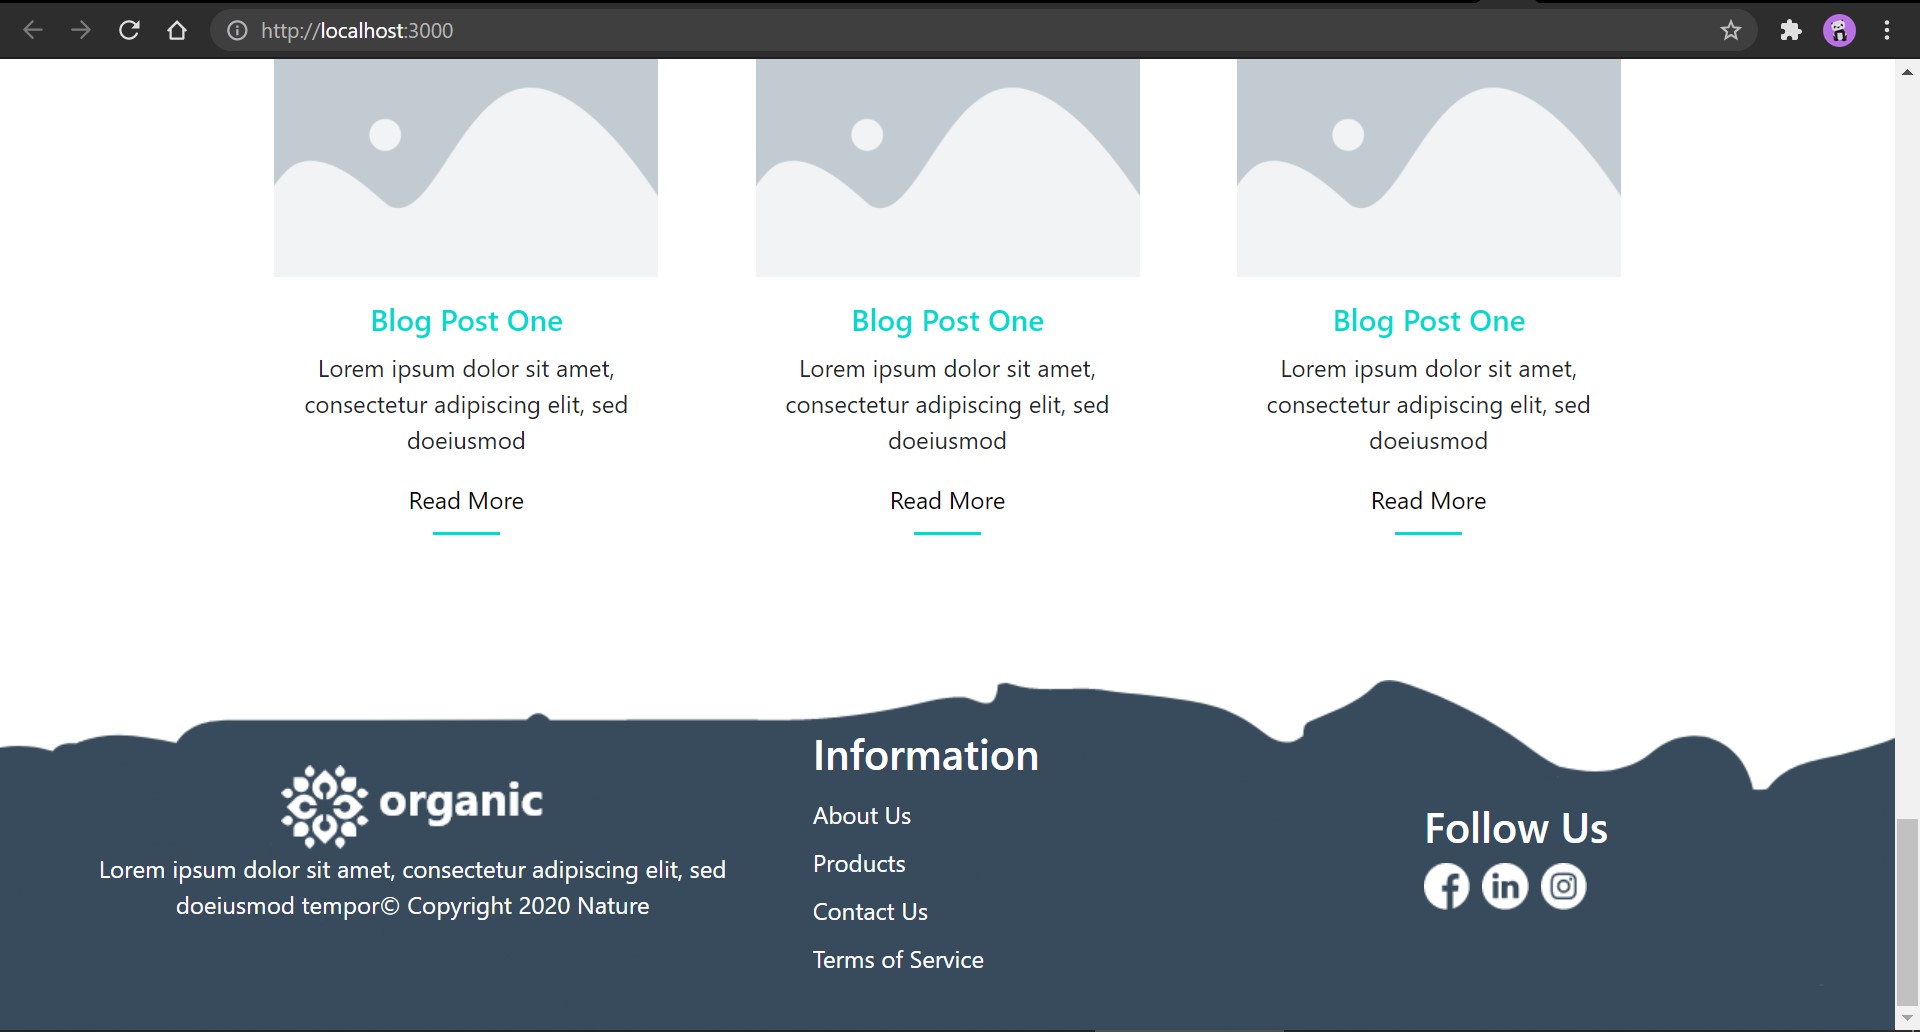 http://localhost:3000
Blog Post One
Lorem ipsum dolor sit amet,
consectetur adipiscing elit, sed
doeiusmod
Read More
Blog Post One
Lorem ipsum dolor sit amet,
consectetur adipiscing elit, sed
doeiusmod
Read More
Blog Post One
Lorem ipsum dolor sit amet,
consectetur adipiscing elit, sed
doeiusmod
Read More
organic
Lorem ipsum dolor sit amet, consectetur adipiscing elit, sed
doeiusmod tempor© Copyright 2020 Nature
Information
About Us
Products
Contact Us
Terms of Service
Follow Us